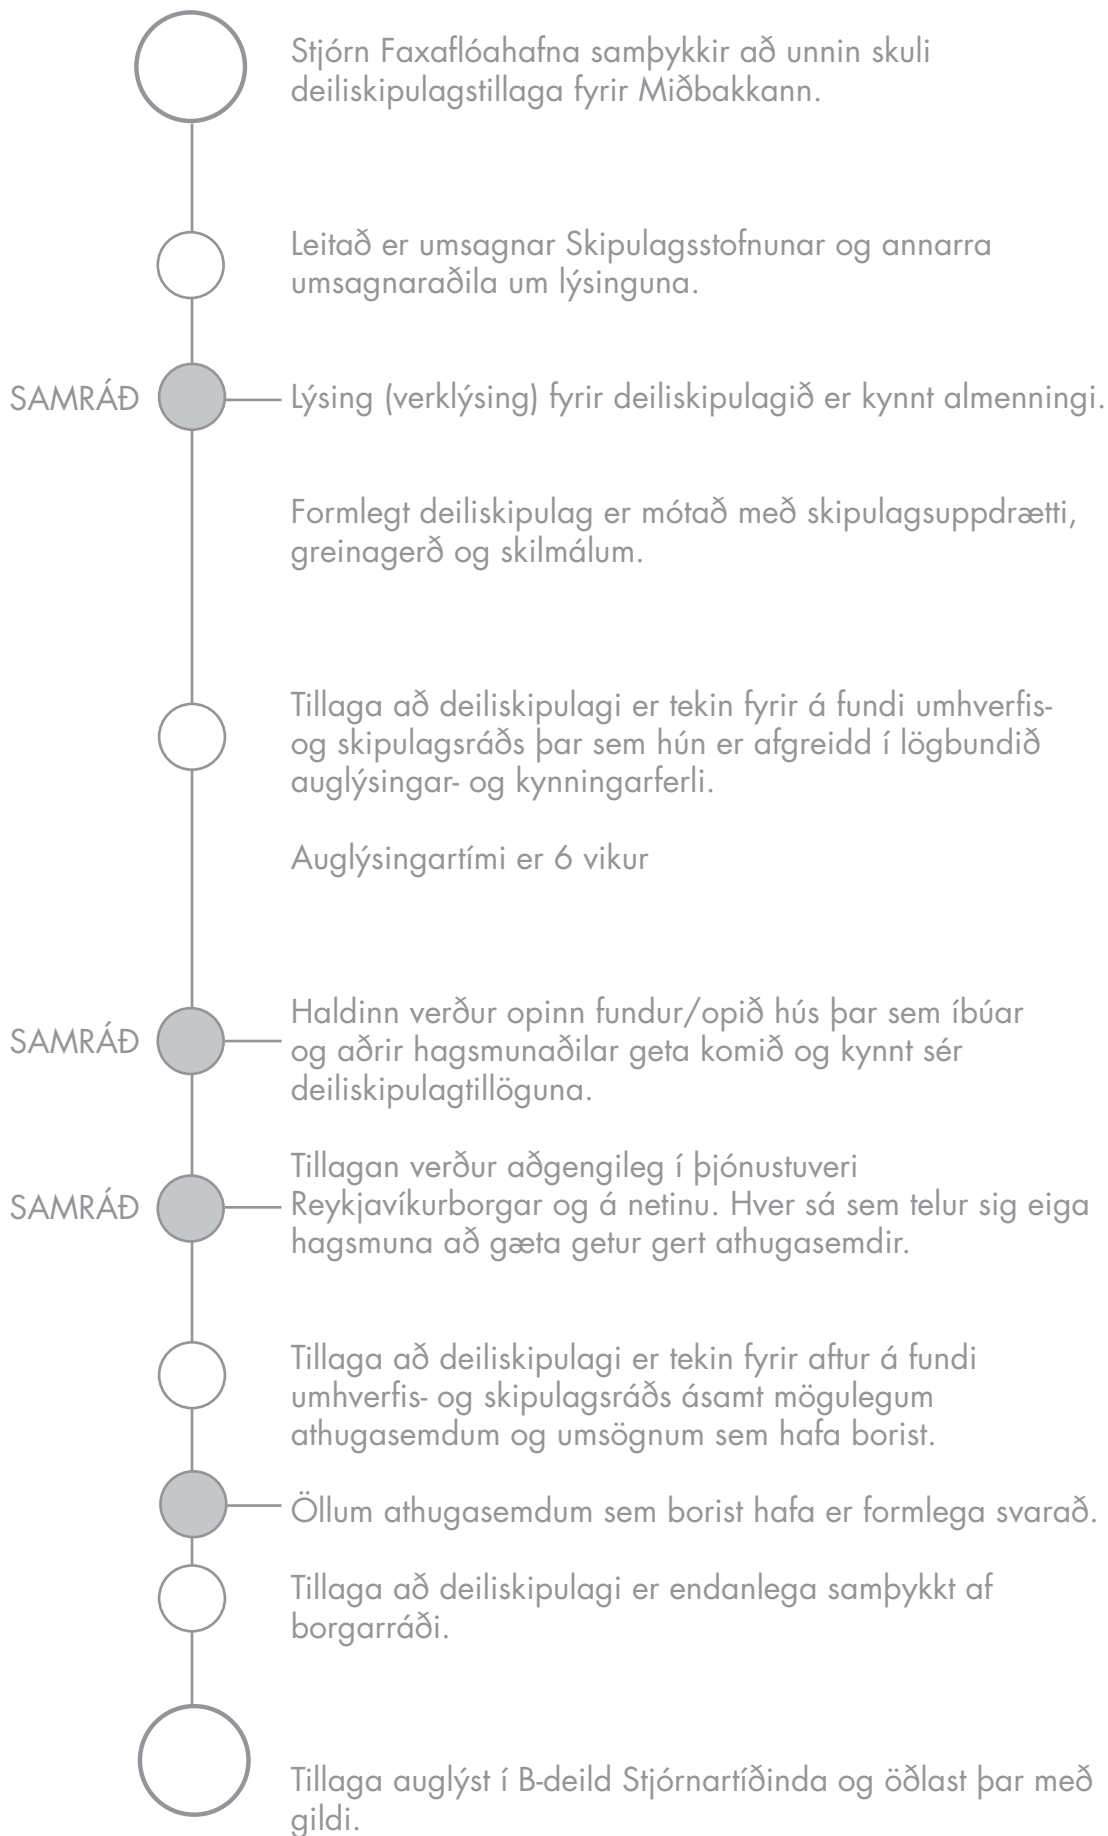 Stjórn Faxaflóahafna samþykkir að unnin skuli
deiliskipulagstillaga fyrir Miðbakkann.
Leitað er umsagnar Skipulagsstofnunar og annarra
umsagnaraðila um lýsinguna.
SAMRÁÐ
Lýsing (verklýsing) fyrir deiliskipulagið er kynnt almenningi.
Formlegt deiliskipulag er mótað með skipulagsuppdrætti,
greinagerð og skilmálum.
Tillaga að deiliskipulagi er tekin fyrir á fundi umhverfis-
og skipulagsráðs þar sem hún er afgreidd í lögbundið
auglýsingar- og kynningarferli.
Auglýsingartími er 6 vikur
SAMRÁÐ
Haldinn verður opinn fundur/opið hús þar sem íbúar
og aðrir hagsmunaðilar geta komið og kynnt sér
deiliskipulagtillöguna.
SAMRÁÐ
Tillagan verður aðgengileg í þjónustuveri
Reykjavíkurborgar og á netinu. Hver sá sem telur sig eiga
hagsmuna að gæta getur gert athugasemdir.
Tillaga að deiliskipulagi er tekin fyrir aftur á fundi
umhverfis- og skipulagsráðs ásamt mögulegum
athugasemdum og umsögnum sem hafa borist.
Öllum athugasemdum sem borist hafa er formlega svarað.
Tillaga að deiliskipulagi er endanlega samþykkt af
borgarráði.
Tillaga auglýst í B-deild Stjórnartíðinda og öðlast þar með
gildi.